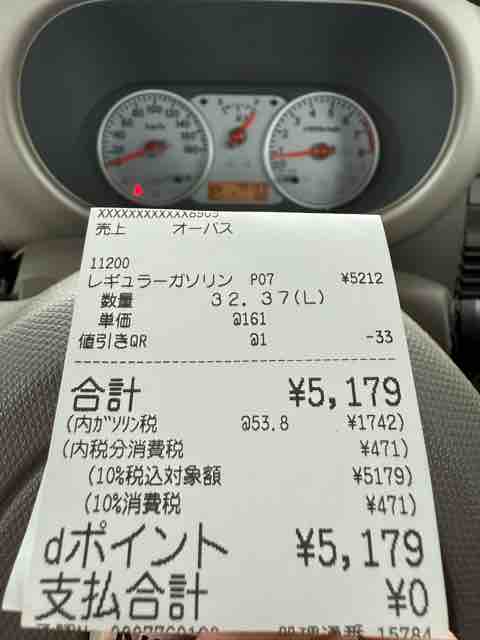 XXXXXXXXXXXX6905
売上 オーパス
11200
レギュラーガソリン P07 ¥5212
数量 32.37(L)
単価 @161
値引きQR @1 -33
合計 ¥5,179
(内ガソリン税 @53.8 ¥1742)
(内税分消費税 ¥471)
(10%税込対象額 ¥5179)
(10%消費税 ¥471)
dポイント ¥5,179
支払合計 ¥0